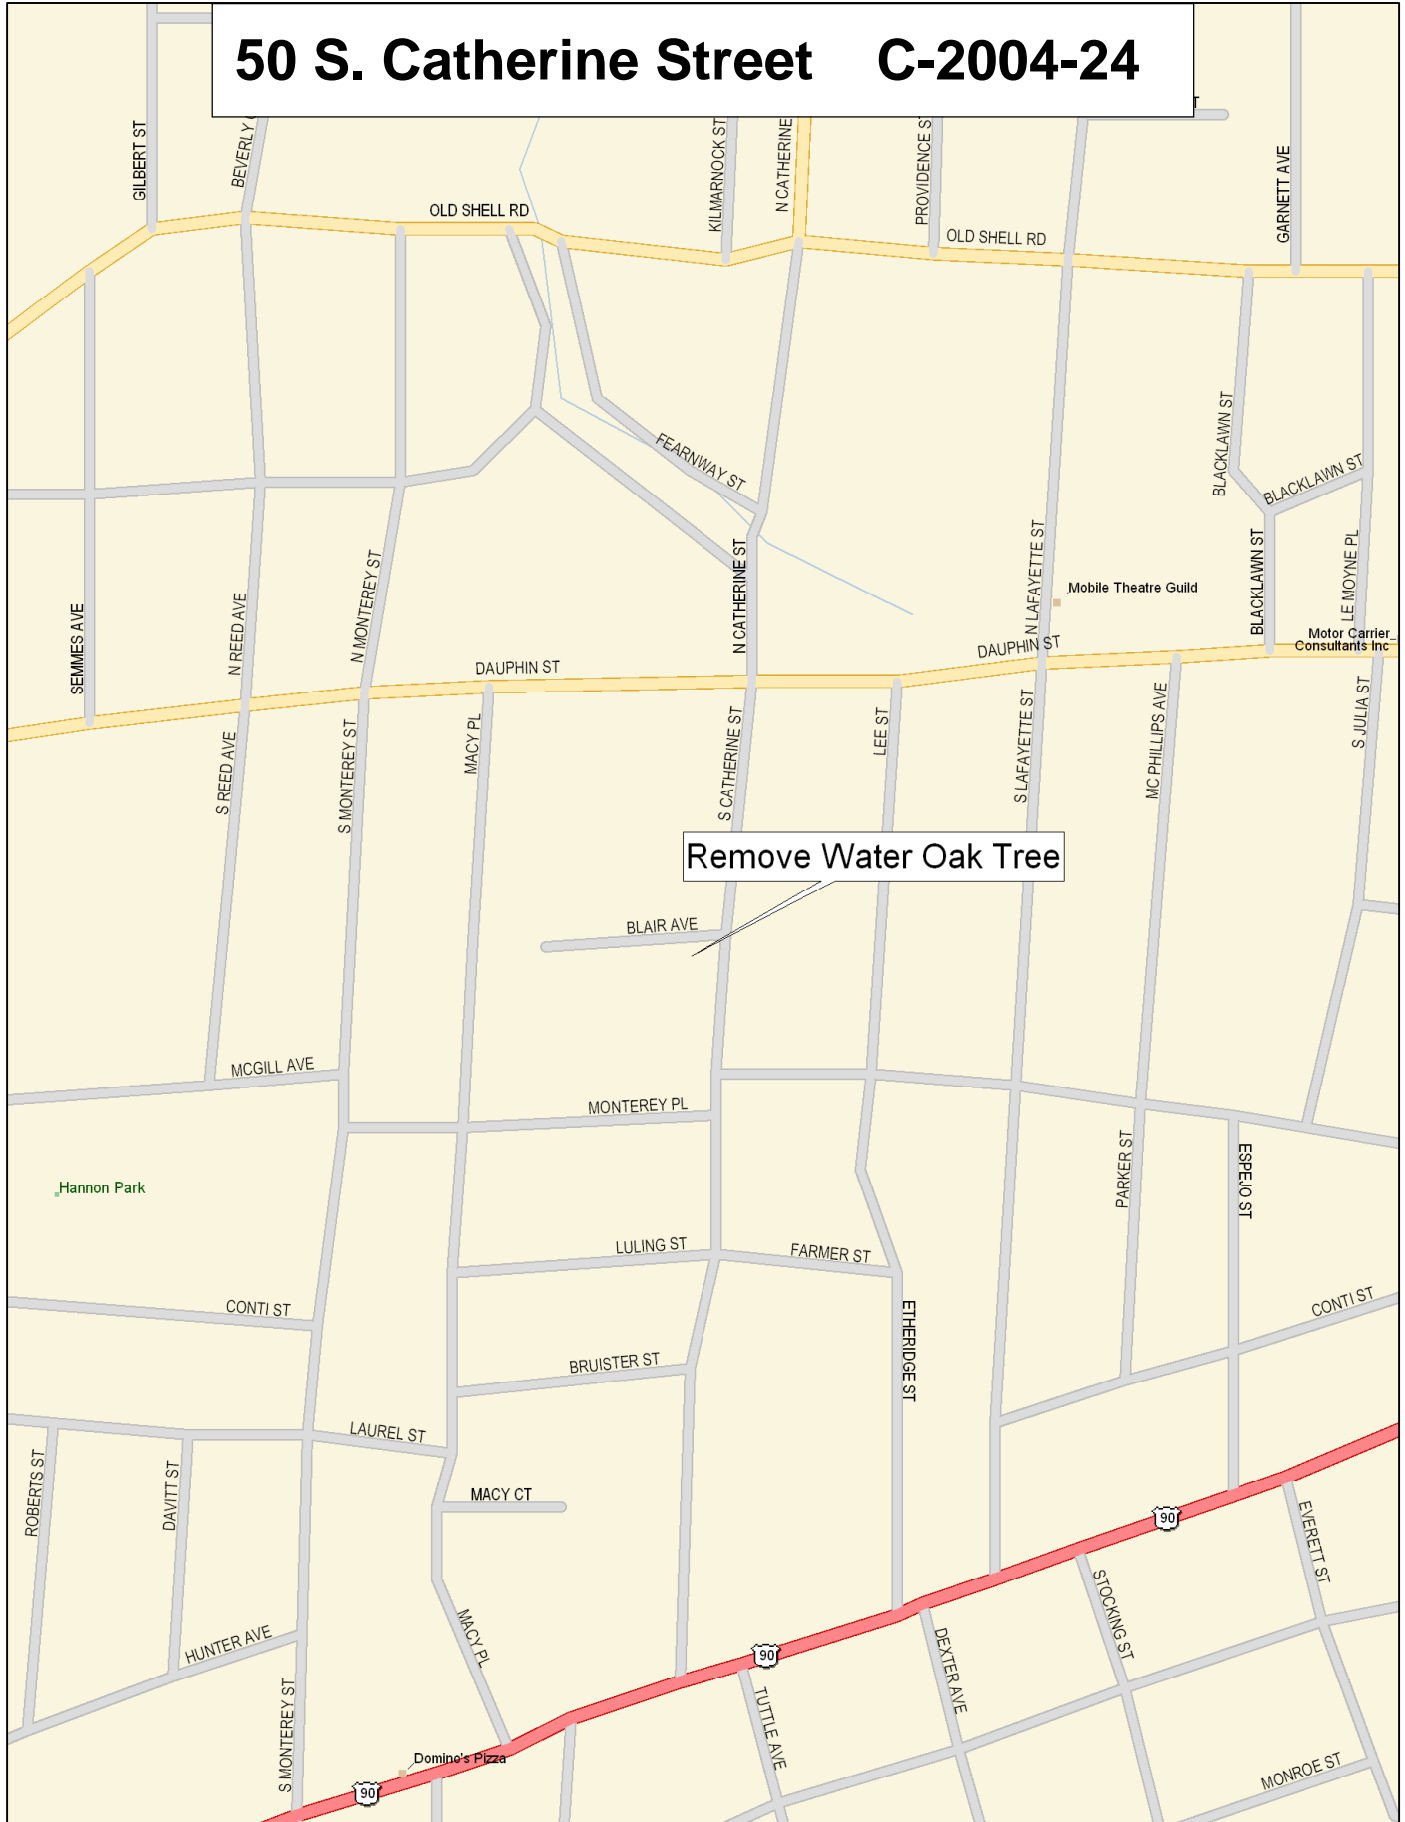 50 S. Catherine Street C-2004-24
GILBERT ST
BEVERLY
KILMARNOCK ST
N CATHERINE
PROVIDENCE ST
GARNETT AVE
OLD SHELL RD
OLD SHELL RD
FEARNWAY ST
BLACKLAWN ST
BLACKLAWN ST
BLACKLAWN ST
LE MOYNE PL
SEMMES AVE
N REED AVE
N MONTEREY ST
N CATHERINE ST
N LAFAYETTE ST
Mobile Theatre Guild
Motor Carrier
Consultants Inc
DAUPHIN ST
DAUPHIN ST
S REED AVE
S MONTEREY ST
MACY PL
S CATHERINE ST
LEE ST
S LAFAYETTE ST
MC PHILLIPS AVE
S JULIA ST
Remove Water Oak Tree
BLAIR AVE
MCGILL AVE
MONTEREY PL
PARKER ST
ESPEJO ST
Hannon Park
LULING ST
FARMER ST
CONTI ST
CONTI ST
ETHERIDGE ST
BRUISTER ST
LAUREL ST
ROBERTS ST
DAVITT ST
MACY CT
90
EVERETT ST
STOCKING ST
MACY PL
HUNTER AVE
DEXTER AVE
90
TUTTLE AVE
S MONTEREY ST
Domino's Pizza
90
MONROE ST